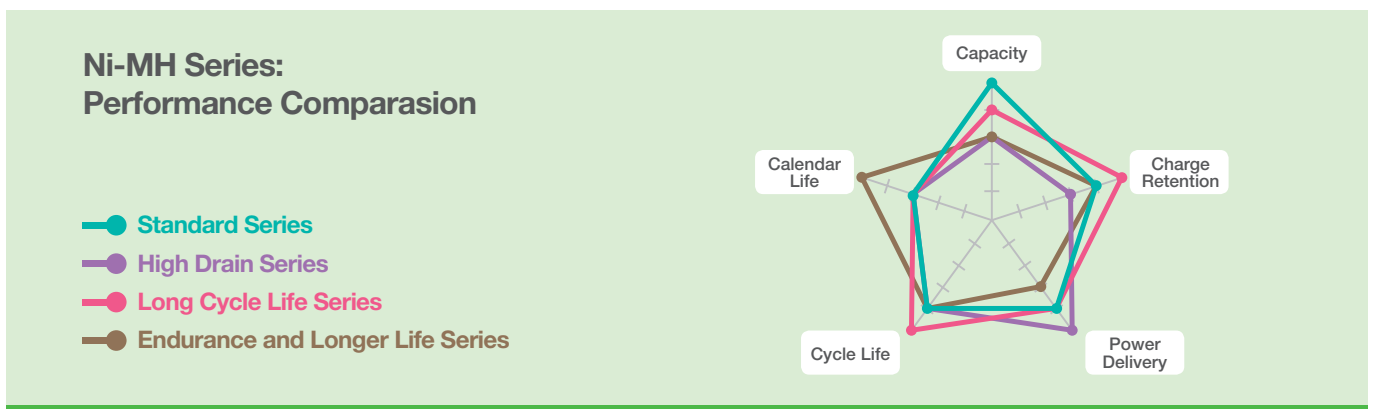 Ni-MH Series:
Performance Comparasion
Standard Series
High Drain Series
Long Cycle Life Series
Endurance and Longer Life Series
Capacity
Calendar
Life
Charge
Retention
Cycle Life
Power
Delivery